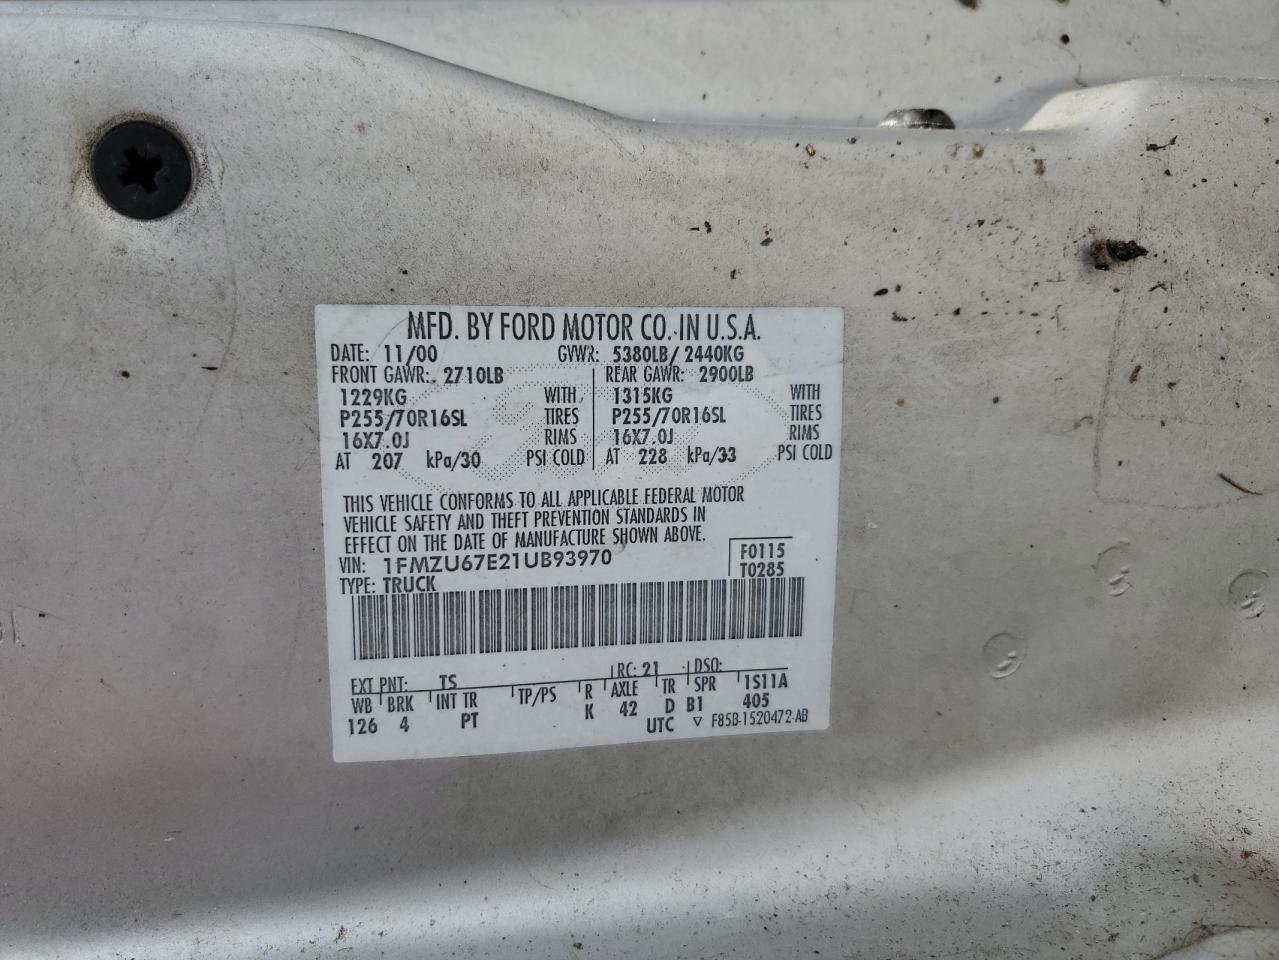 MFD. BY FORD MOTOR CO. IN U.S.A.
DATE: 11/00 GVWR: 5380LB/ 2440KG
FRONT GAWR: 2710LB REAR GAWR: 2900LB
1229KG WITH 1315KG WITH
P255/70R16SL TIRES P255/70R16SL TIRES
16X7.0J RIMS 16X7.0J RIMS
AT 207 kPa/30 PSI COLD AT 228 kPa/33 PSI COLD
THIS VEHICLE CONFORMS TO ALL APPLICABLE FEDERAL MOTOR
VEHICLE SAFETY AND THEFT PREVENTION STANDARDS IN
EFFECT ON THE DATE OF MANUFACTURE SHOWN ABOVE.
VIN: 1FMZU67E21UB93970 F0115
TYPE: TRUCK T0285
EXT PNT: TS RC: 21 DSO:
WB BRK INT TR TP/PS R AXLE TR SPR 1S11A
126 4 PT K 42 D B1 405
UTC ▽ F85B-1520472-AB